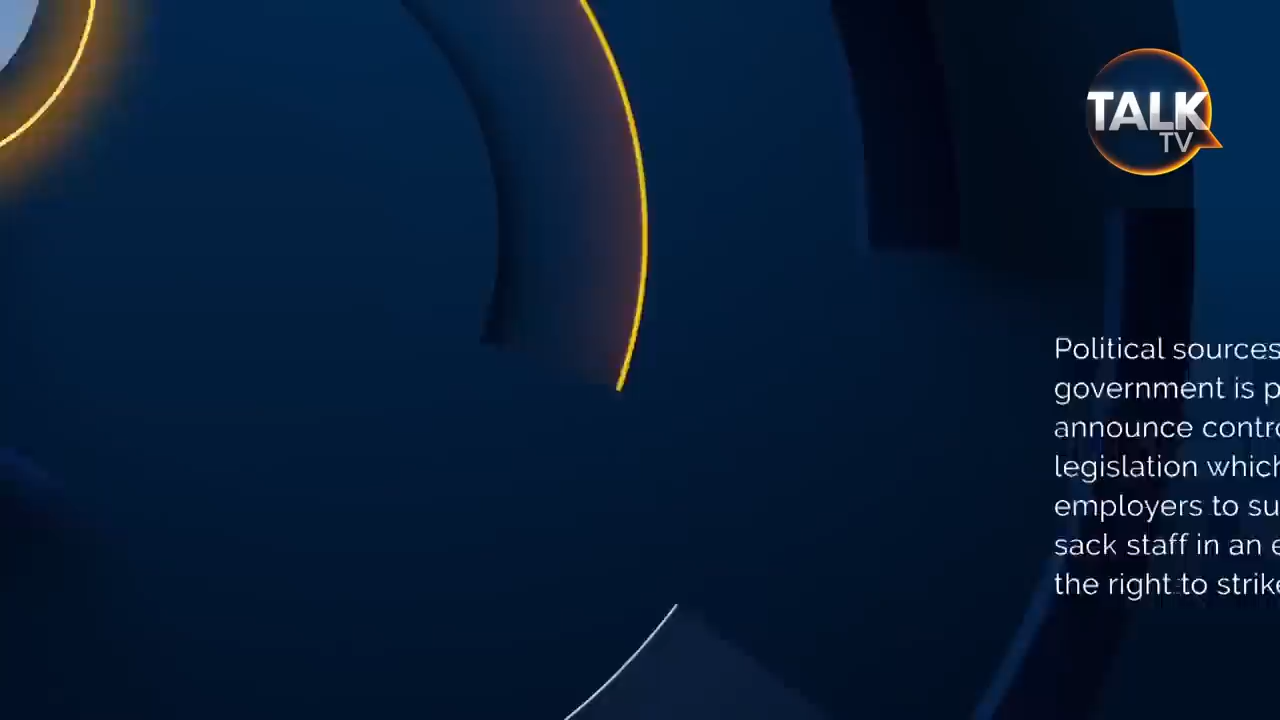 TALK
TV
Political sources
government is p
announce contro
legislation which
employers to su
sack staff in an e
the right to strike